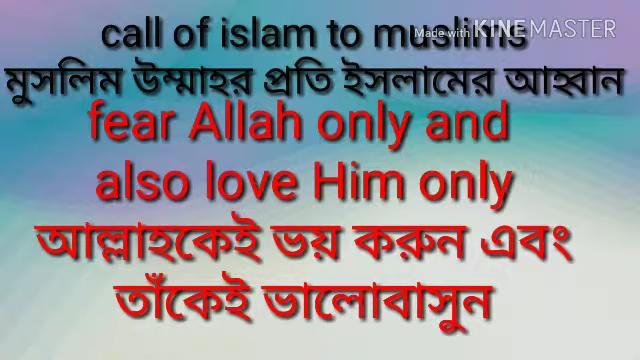 Made with KINEMASTER
call of islam to muslims
মুসলিম উম্মাহর প্রতি ইসলামের আহ্বান
fear Allah only and
also love Him only
আল্লাহকেই ভয় করুন এবং
তাঁকেই ভালোবাসুন